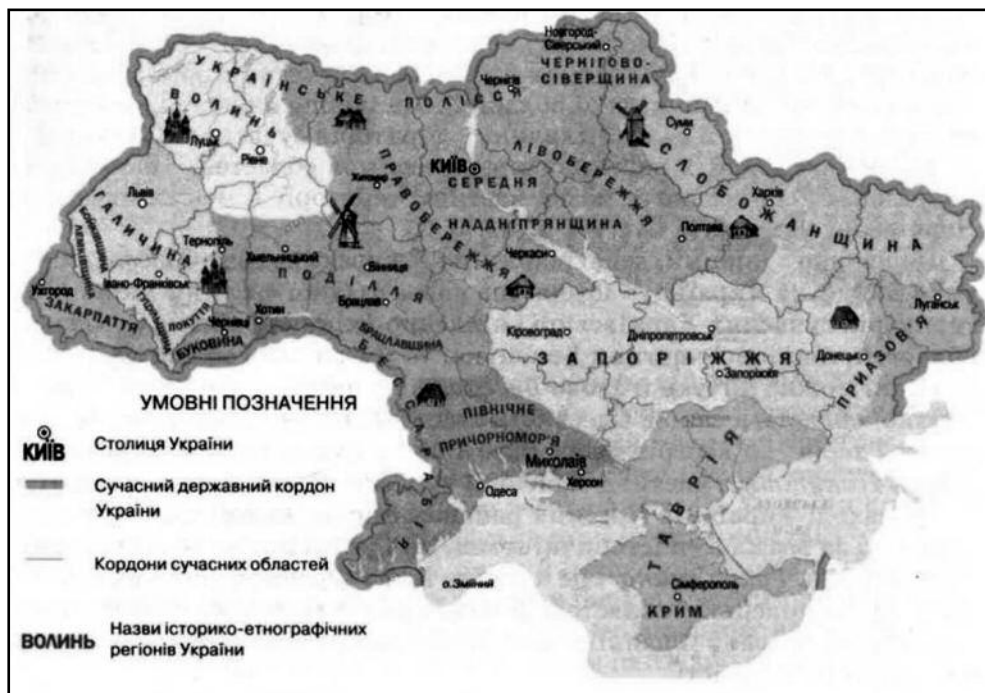 Новгород-
Сіверський
ЧЕРНІГОВО-
СІВЕРЩИНА
Чернігів
УКРАЇНСЬКЕ ПОЛІССЯ
ВОЛИНЬ
Луцьк
Рівне
Суми
КИЇВ
Житомир
СЕРЕДНЯ
НАДДНІПРЯНЩИНА
ЛІВОБЕРЕЖЖЯ
СЛОБОЖАНЩИНА
Харків
ПРАВОБЕРЕЖЖЯ
Львів
ГАЛИЧИНА
БОЙКІВЩИНА
ЛЕМКІВЩИНА
Тернопіль
Хмельницький
ПОДІЛЛЯ
Вінниця
Черкаси
Полтава
Івано-Франківськ
Ужгород
ЗАКАРПАТТЯ
ГУЦУЛЬЩИНА
ПОКУТТЯ
Чернівці
БУКОВИНА
Хотин
Брацлав
БРАЦЛАВЩИНА
Кіровоград
Дніпропетровськ
Луганськ
ЗАПОРІЖЖЯ
Донецьк
Запоріжжя
ПРИАЗОВ'Я
БЕССАРАБІЯ
ПІВНІЧНЕ
ПРИЧОРНОМОР'Я
Миколаїв
Херсон
Одеса
ТАВРІЯ
о.Зміїний
Сімферополь
КРИМ
УМОВНІ ПОЗНАЧЕННЯ
КИЇВ
Столиця України
Сучасний державний кордон
України
Кордони сучасних областей
ВОЛИНЬ
Назви історико-етнографічних
регіонів України